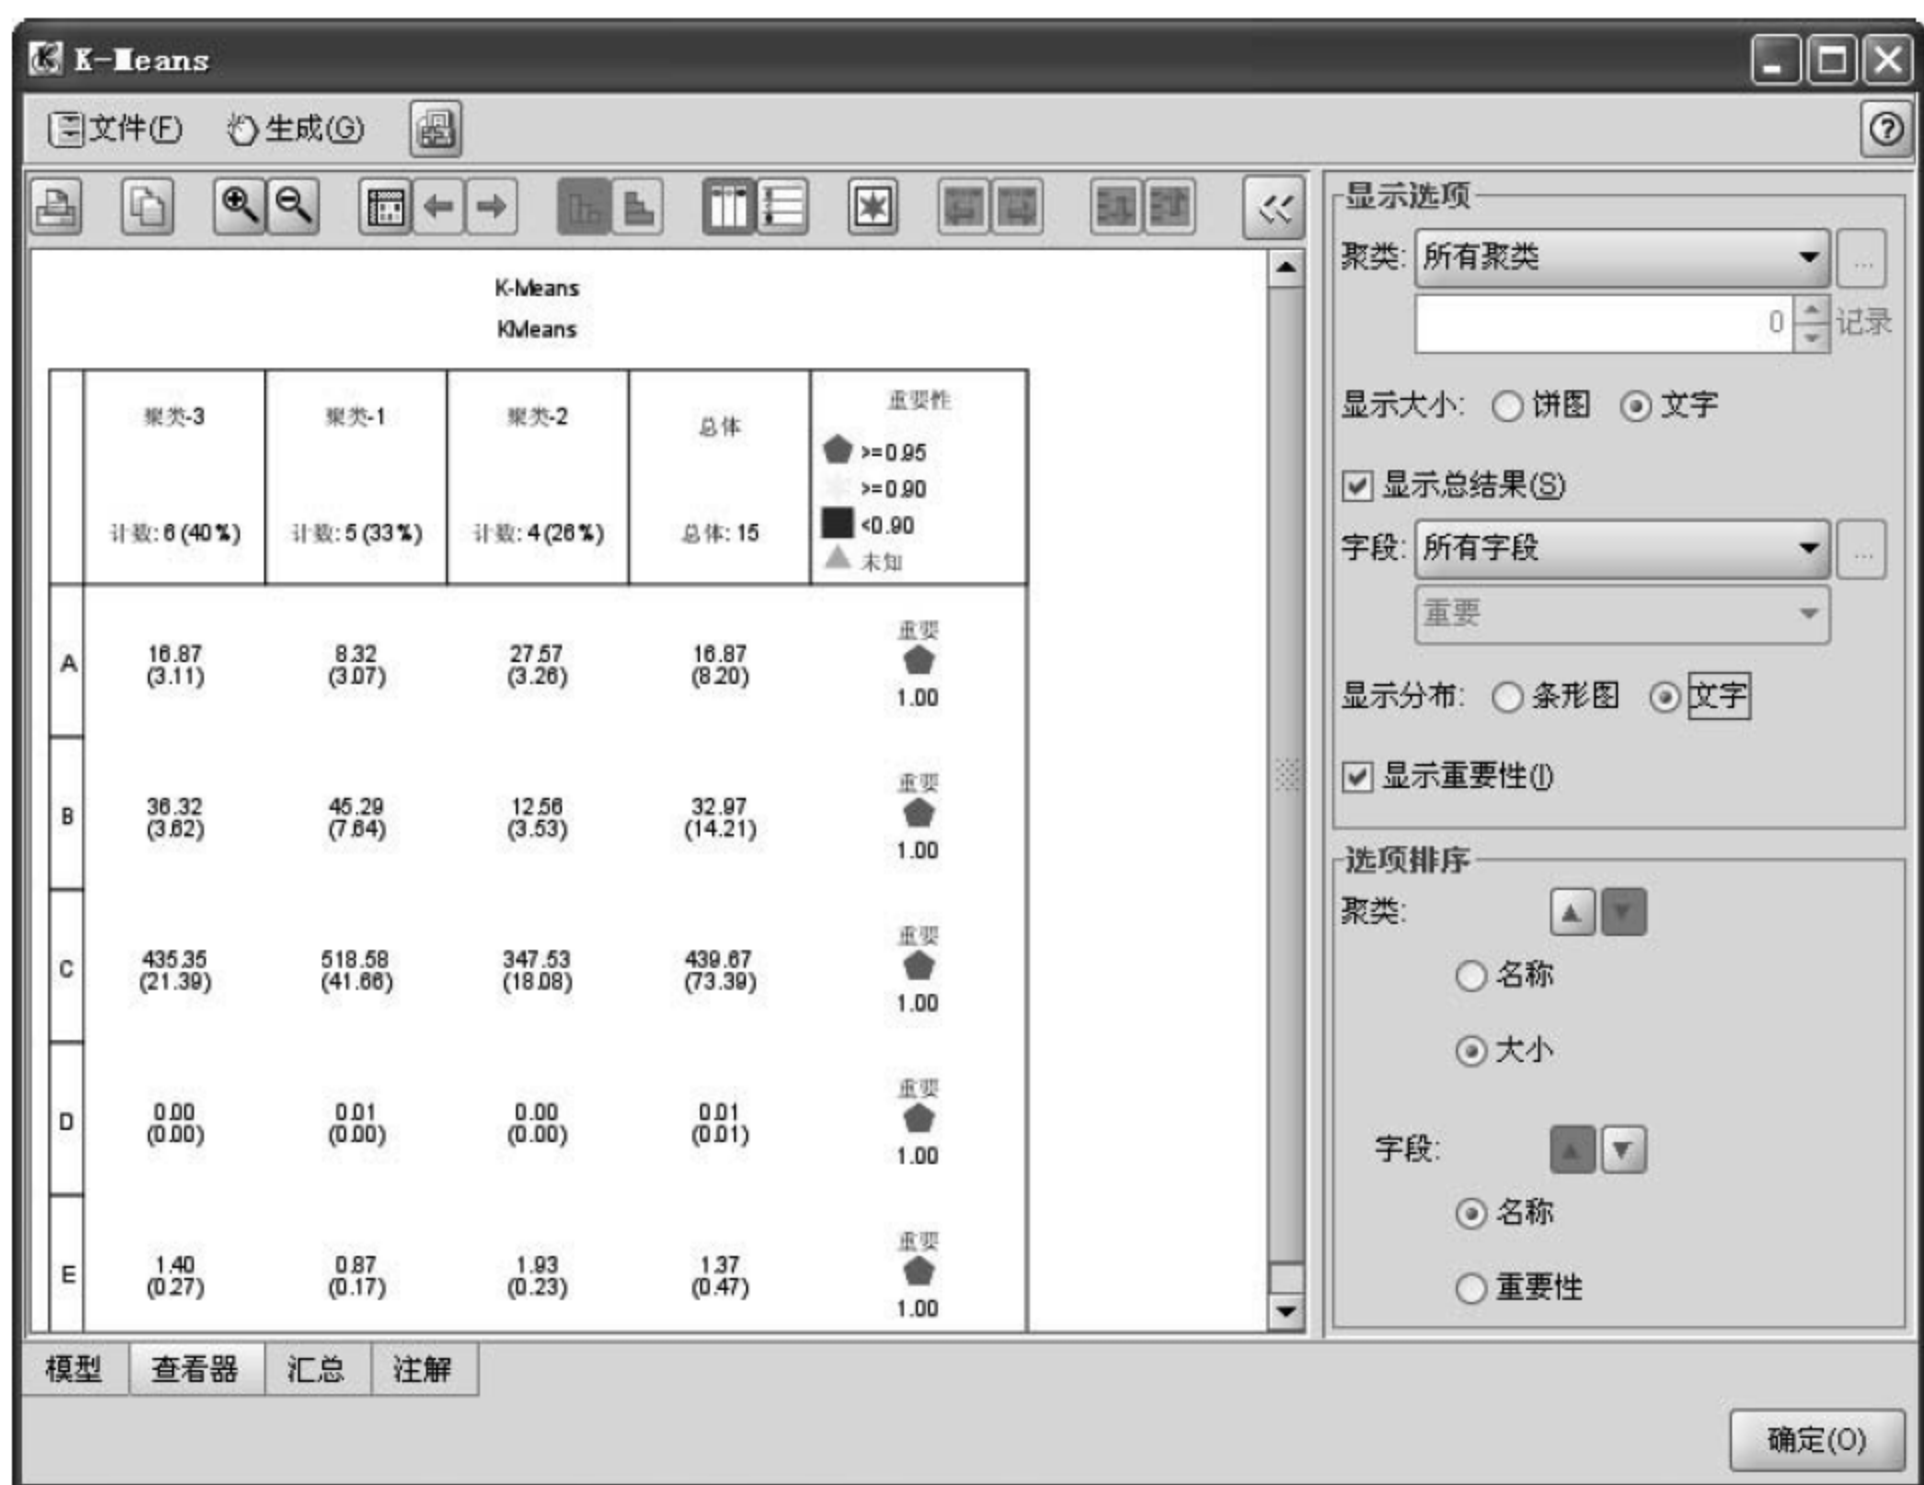 K-Means
文件(F) 生成(G)
K-Means
KMeans
聚类-3 聚类-1 聚类-2 总体 重要性
>=0.95
>=0.90
计数: 6 (40%) 计数: 5 (33%) 计数: 4 (26%) 总体: 15 <0.90
未知
重要
A 16.87 8.32 27.57 16.87
(3.11) (3.07) (3.26) (8.20)
1.00
重要
B 36.32 45.29 12.56 32.97
(3.62) (7.64) (3.53) (14.21)
1.00
重要
C 435.35 518.58 347.53 439.67
(21.39) (41.66) (18.08) (73.39)
1.00
重要
D 0.00 0.01 0.00 0.01
(0.00) (0.00) (0.00) (0.01)
1.00
重要
E 1.40 0.87 1.93 1.37
(0.27) (0.17) (0.23) (0.47)
1.00
显示选项
聚类: 所有聚类 ...
0 记录
显示大小: 饼图 文字
显示总结果(S)
字段: 所有字段 ...
重要
显示分布: 条形图 文字
显示重要性(I)
选项排序
聚类:
名称
大小
字段:
名称
重要性
模型 查看器 汇总 注解
确定(O)